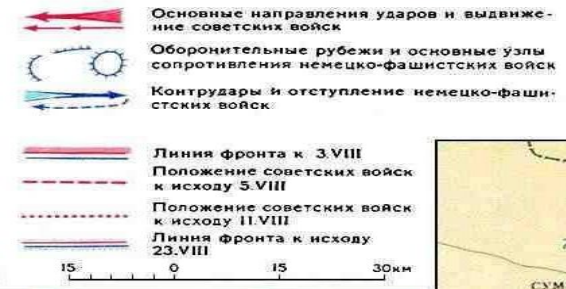 Основные направления ударов и выдвиже-
ние советских войск
Оборонительные рубежи и основные узлы
сопротивления немецко-фашистских войск
Контрудары и отступление немецко-фаши-
стских войск
Линия фронта к 3.VIII
Положение советских войск
к исходу 5.VIII
Положение советских войск
к исходу 11.VIII
Линия фронта к исходу
23.VIII
15 0 15 30км
СУМ